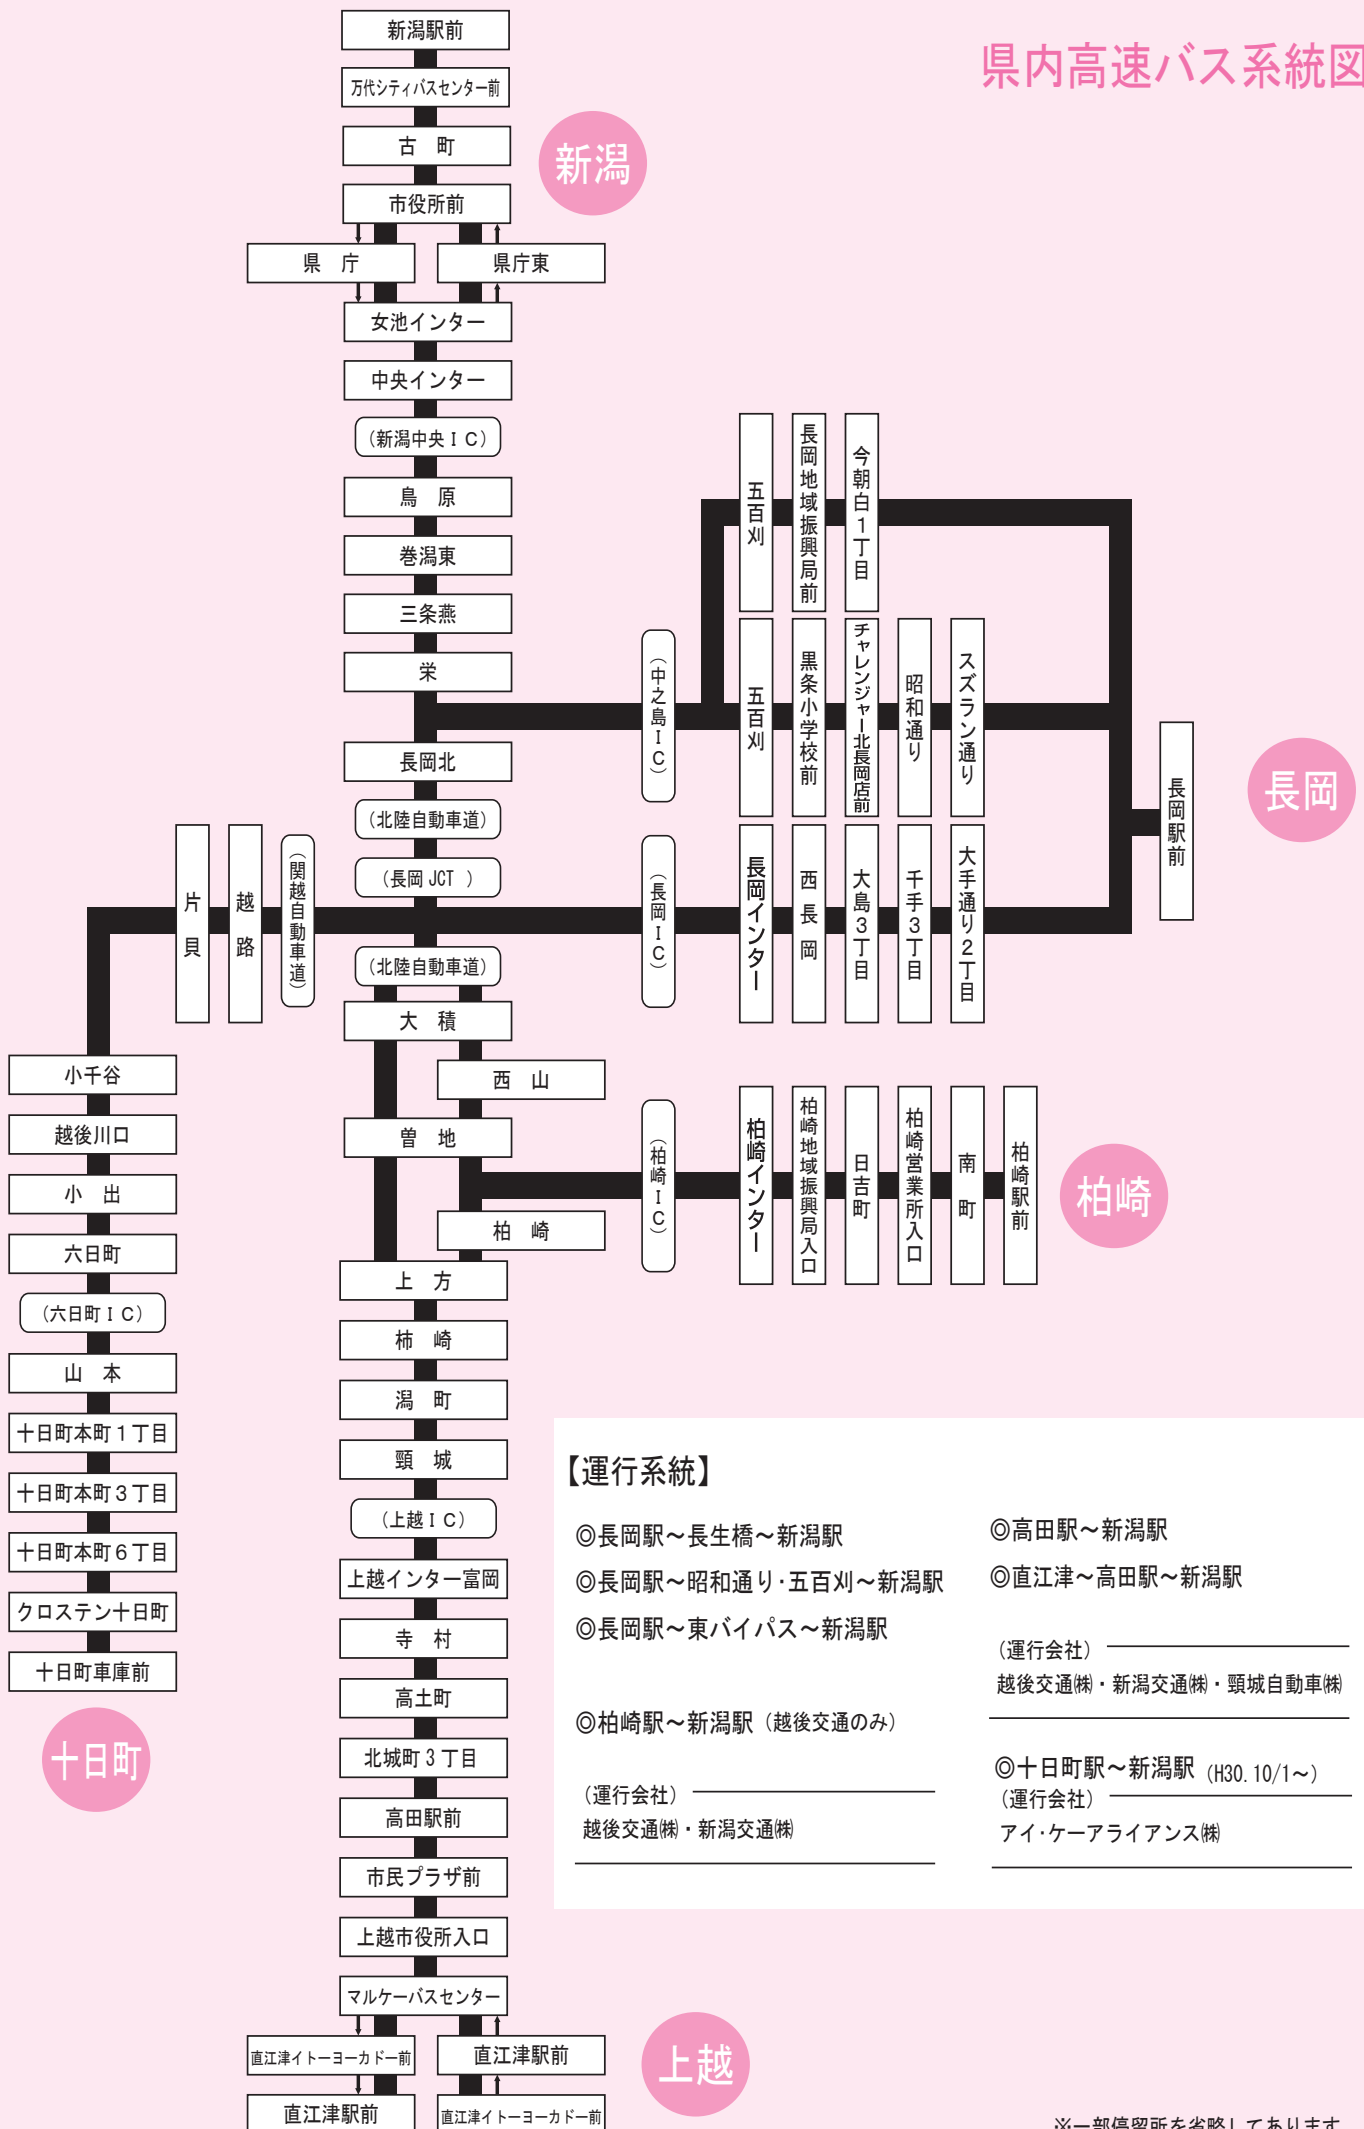 県内高速バス系統図
新潟駅前
万代シティバスセンター前
古　町
市役所前
新潟
県　庁
県庁東
女池インター
中央インター
（新潟中央ＩＣ）
鳥　原
巻潟東
三条燕
栄
長岡北
（北陸自動車道）
（長岡 JCT ）
（北陸自動車道）
大　積
西　山
曽　地
柏　崎
上　方
柿　崎
潟　町
頸　城
（上越ＩＣ）
上越インター富岡
寺　村
高土町
北城町３丁目
高田駅前
市民プラザ前
上越市役所入口
マルケーバスセンター
直江津イトーヨーカドー前
直江津駅前
直江津駅前
直江津イトーヨーカドー前
上越
（中之島ＩＣ）
五百刈
長岡地域振興局前
今朝白１丁目
五百刈
黒条小学校前
チャレンジャー北長岡店前
昭和通り
スズラン通り
（長岡ＩＣ）
長岡インター
西長岡
大島３丁目
千手３丁目
大手通り２丁目
長岡駅前
長岡
（柏崎ＩＣ）
柏崎インター
柏崎地域振興局入口
日吉町
柏崎営業所入口
南　町
柏崎駅前
柏崎
（関越自動車道）
越　路
片　貝
小千谷
越後川口
小　出
六日町
（六日町ＩＣ）
山　本
十日町本町１丁目
十日町本町３丁目
十日町本町６丁目
クロステン十日町
十日町車庫前
十日町
【運行系統】
◎長岡駅〜長生橋〜新潟駅
◎長岡駅〜昭和通り･五百刈〜新潟駅
◎長岡駅〜東バイパス〜新潟駅
◎柏崎駅〜新潟駅（越後交通のみ）
（運行会社）
越後交通㈱・新潟交通㈱
◎高田駅〜新潟駅
◎直江津〜高田駅〜新潟駅
（運行会社）
越後交通㈱・新潟交通㈱・頸城自動車㈱
◎十日町駅〜新潟駅（H30.10/1〜）
（運行会社）
アイ･ケーアライアンス㈱
※一部停留所を省略してあります